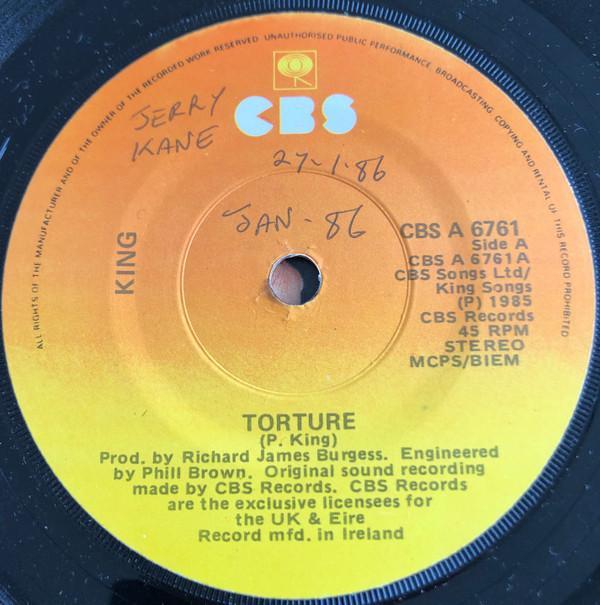 ALL RIGHTS OF THE MANUFACTURER AND OF THE OWNER OF THE RECORDED WORK RESERVED UNAUTHORISED PUBLIC PERFORMANCE BROADCASTING COPYING AND RENTAL OF THIS RECORD PROHIBITED
CBS
JERRY
KANE
27-1-86
JAN - 86
KING
CBS A 6761
Side A
CBS A 6761A
CBS Songs Ltd/
King Songs
(P) 1985
CBS Records
45 RPM
STEREO
MCPS/BIEM
TORTURE
(P. King)
Prod. by Richard James Burgess. Engineered
by Phill Brown. Original sound recording
made by CBS Records. CBS Records
are the exclusive licensees for
the UK & Eire
Record mfd. in Ireland